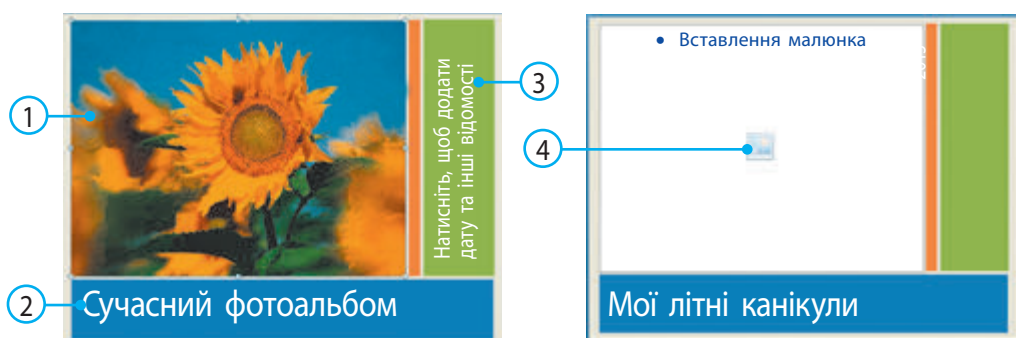 1
2
3
Натисніть, щоб додати
дату та інші відомості
Сучасний фотоальбом
4
• Вставлення малюнка
Мої літні канікули